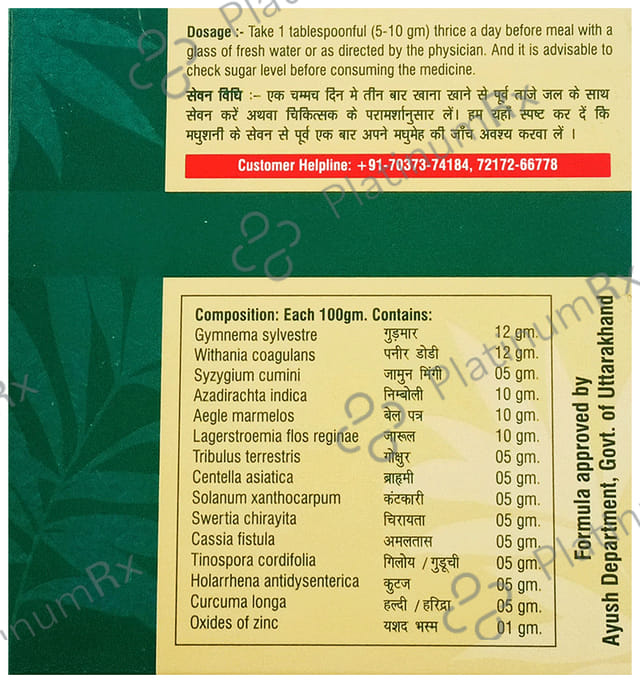 Dosage :- Take 1 tablespoonful (5-10 gm) thrice a day before meal with a
glass of fresh water or as directed by the physician. And it is advisable to
check sugar level before consuming the medicine.
सेवन विधि :– एक चम्मच दिन मे तीन बार खाना खाने से पूर्व ताजे जल के साथ
सेवन करें अथवा चिकित्सक के परामर्शानुसार लें। हम यहाँ स्पष्ट कर दें कि
मधुशनी के सेवन से पूर्व एक बार अपने मधुमेह की जाँच अवश्य करवा लें ।
Customer Helpline: +91-70373-74184, 72172-66778
Composition: Each 100gm. Contains:
Gymnema sylvestre गुड़मार 12 gm.
Withania coagulans पनीर डोडी 12 gm.
Syzygium cumini जामुन मिंगी 05 gm.
Azadirachta indica निम्बोली 10 gm.
Aegle marmelos बेल पत्र 10 gm.
Lagerstroemia flos reginae जारूल 10 gm.
Tribulus terrestris गोक्षुर 05 gm.
Centella asiatica ब्राहमी 05 gm.
Solanum xanthocarpum कंटकारी 05 gm.
Swertia chirayita चिरायता 05 gm.
Cassia fistula अमलतास 05 gm.
Tinospora cordifolia गिलोय / गुडूची 05 gm.
Holarrhena antidysenterica कुटज 05 gm.
Curcuma longa हल्दी / हरिद्रा 05 gm.
Oxides of zinc यशद भस्म 01 gm.
Formula approved by
Ayush Department, Govt. of Uttarakhand
PlatinumRx
PlatinumRx
PlatinumRx
PlatinumRx